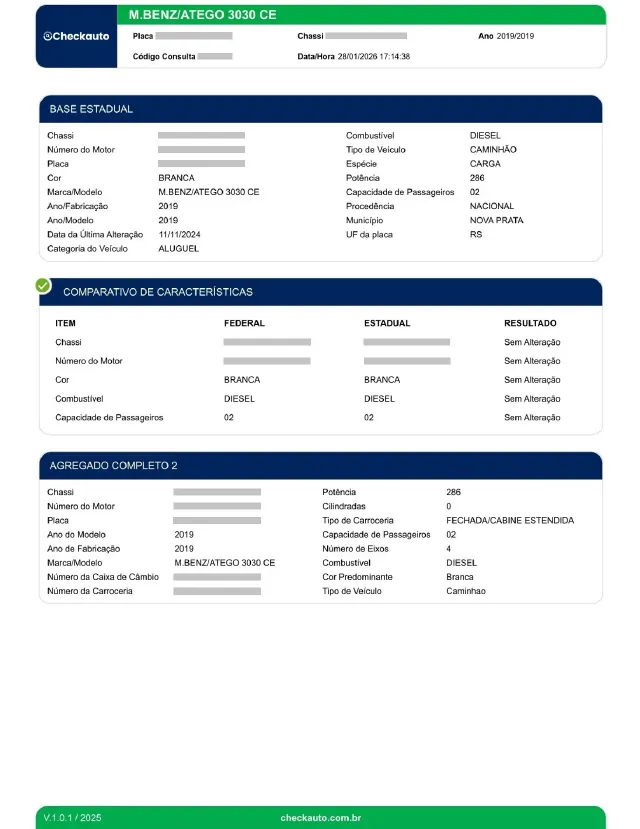 M.BENZ/ATEGO 3030 CE
Checkauto
Placa Chassi Ano 2019/2019
Código Consulta Data/Hora 28/01/2026 17:14:38
BASE ESTADUAL
Chassi Combustível DIESEL
Número do Motor Tipo de Veículo CAMINHÃO
Placa Espécie CARGA
Cor BRANCA Potência 286
Marca/Modelo M.BENZ/ATEGO 3030 CE Capacidade de Passageiros 02
Ano/Fabricação 2019 Procedência NACIONAL
Ano/Modelo 2019 Município NOVA PRATA
Data da Última Alteração 11/11/2024 UF da placa RS
Categoria do Veículo ALUGUEL
COMPARATIVO DE CARACTERÍSTICAS
ITEM FEDERAL ESTADUAL RESULTADO
Chassi Sem Alteração
Número do Motor Sem Alteração
Cor BRANCA BRANCA Sem Alteração
Combustível DIESEL DIESEL Sem Alteração
Capacidade de Passageiros 02 02 Sem Alteração
AGREGADO COMPLETO 2
Chassi Potência 286
Número do Motor Cilindradas 0
Placa Tipo de Carroceria FECHADA/CABINE ESTENDIDA
Ano do Modelo 2019 Capacidade de Passageiros 02
Ano de Fabricação 2019 Número de Eixos 4
Marca/Modelo M.BENZ/ATEGO 3030 CE Combustível DIESEL
Número da Caixa de Câmbio Cor Predominante Branca
Número da Carroceria Tipo de Veículo Caminhao
V.1.0.1 / 2025 checkauto.com.br